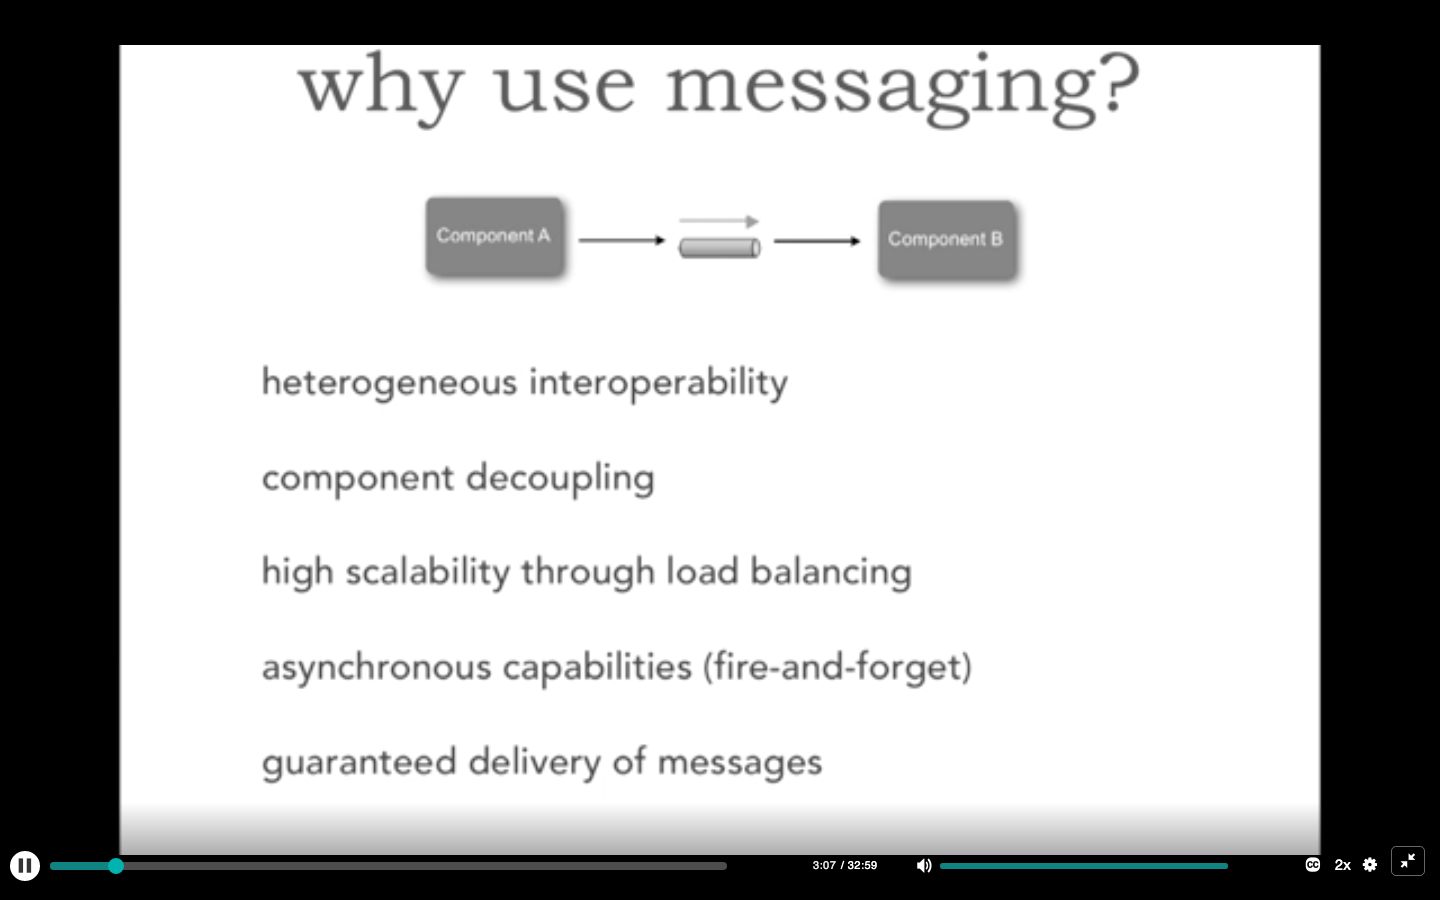 why use messaging?
Component A
Component B
heterogeneous interoperability
component decoupling
high scalability through load balancing
asynchronous capabilities (fire-and-forget)
guaranteed delivery of messages
3:07 / 32:59
CC
2x